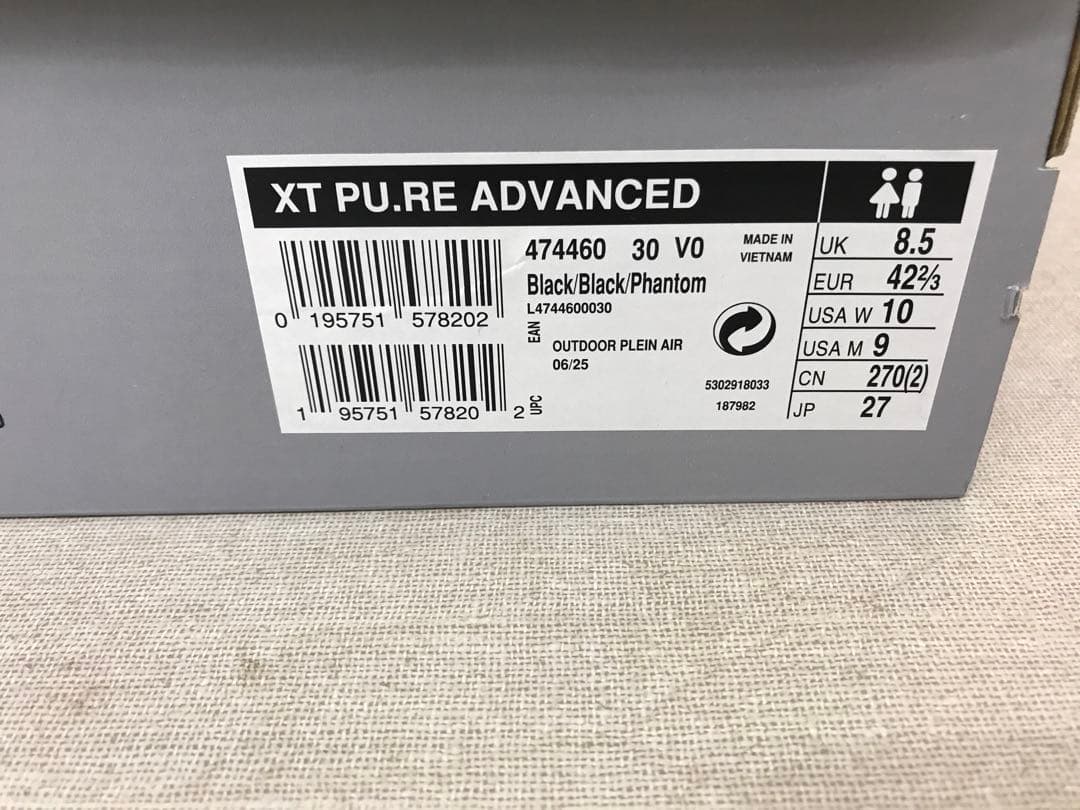 XT PU.RE ADVANCED
0 195751 578202
EAN
1 95751 57820 2
UPC
474460 30 V0
Black/Black/Phantom
L4744600030
OUTDOOR PLEIN AIR
06/25
MADE IN
VIETNAM
5302918033
187982
UK 8.5
EUR 42⅔
USA W 10
USA M 9
CN 270(2)
JP 27